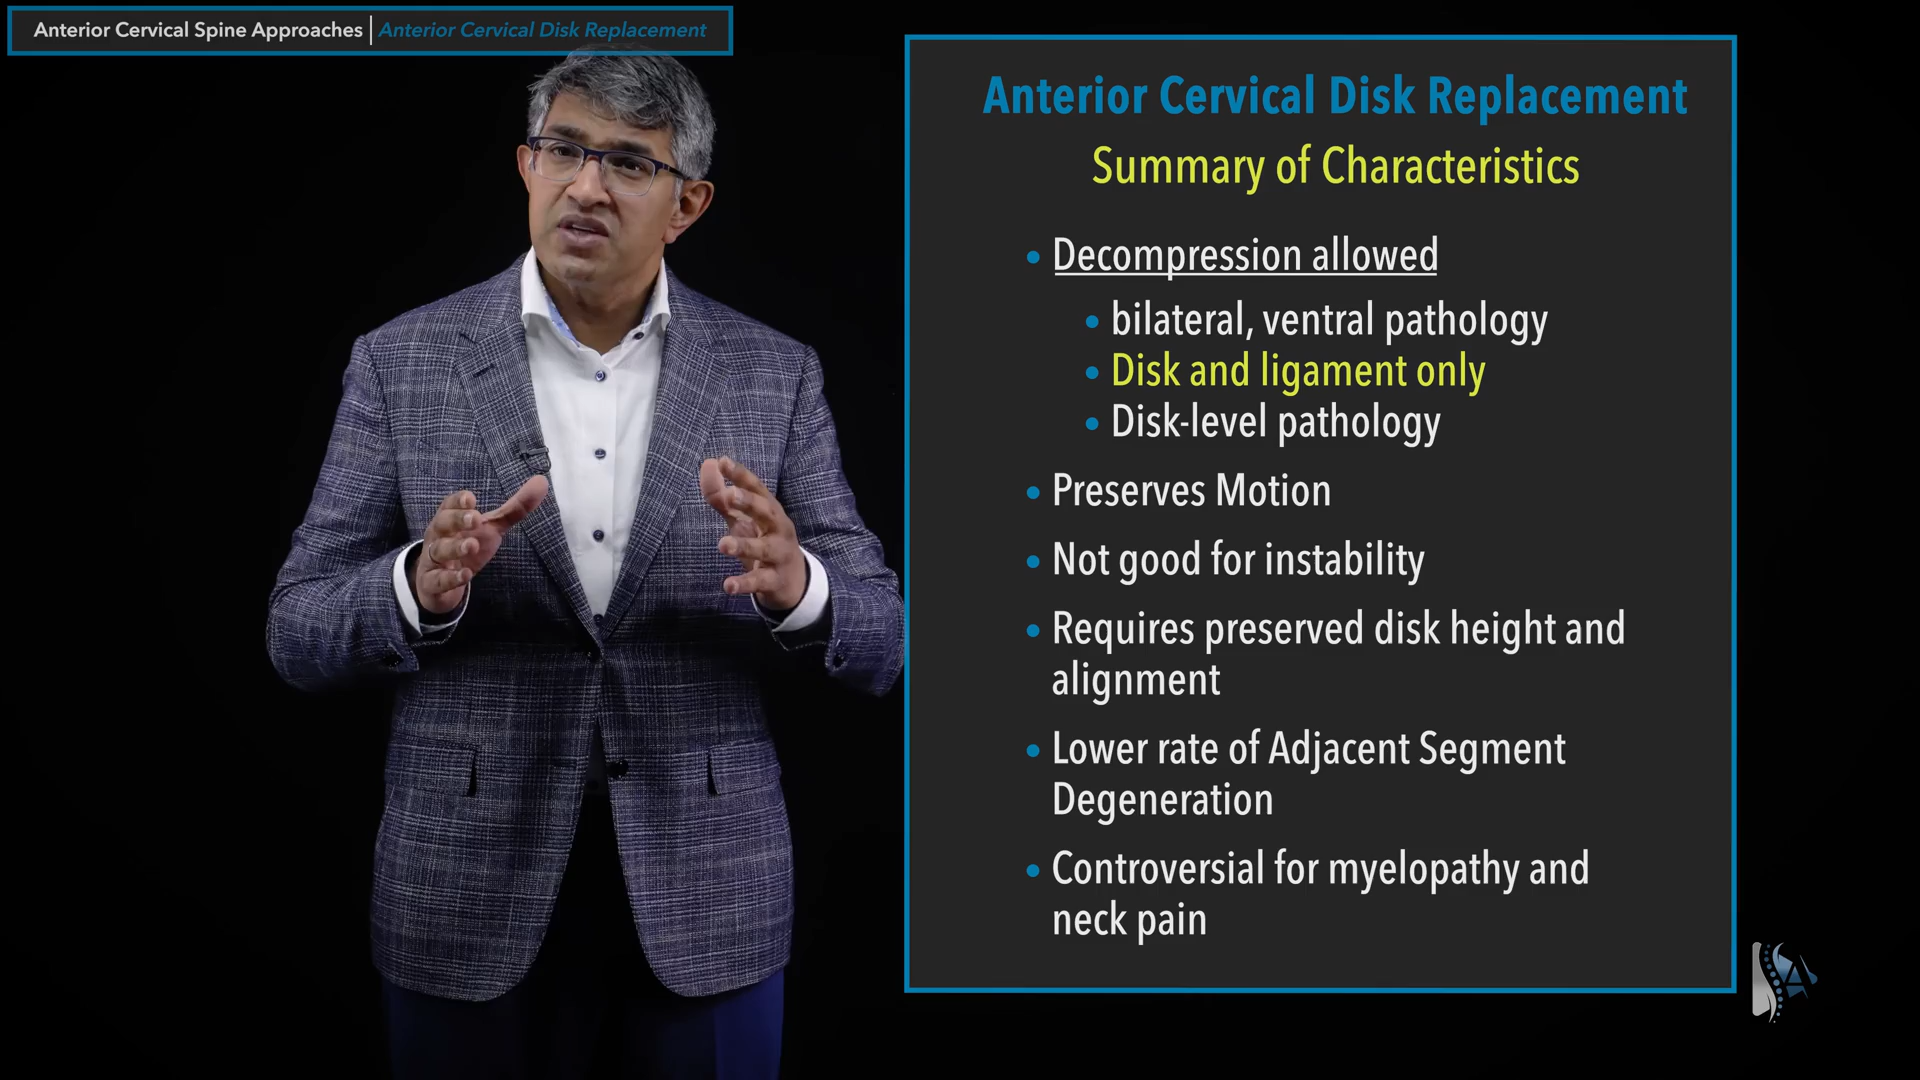 Anterior Cervical Spine Approaches | Anterior Cervical Disk Replacement
Anterior Cervical Disk Replacement
Summary of Characteristics
• Decompression allowed
• bilateral, ventral pathology
• Disk and ligament only
• Disk-level pathology
• Preserves Motion
• Not good for instability
• Requires preserved disk height and
alignment
• Lower rate of Adjacent Segment
Degeneration
• Controversial for myelopathy and
neck pain